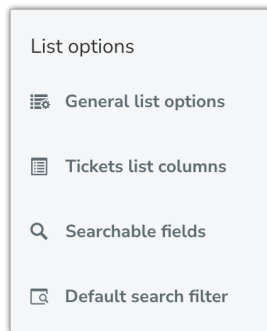 List options
General list options
Tickets list columns
Searchable fields
Default search filter